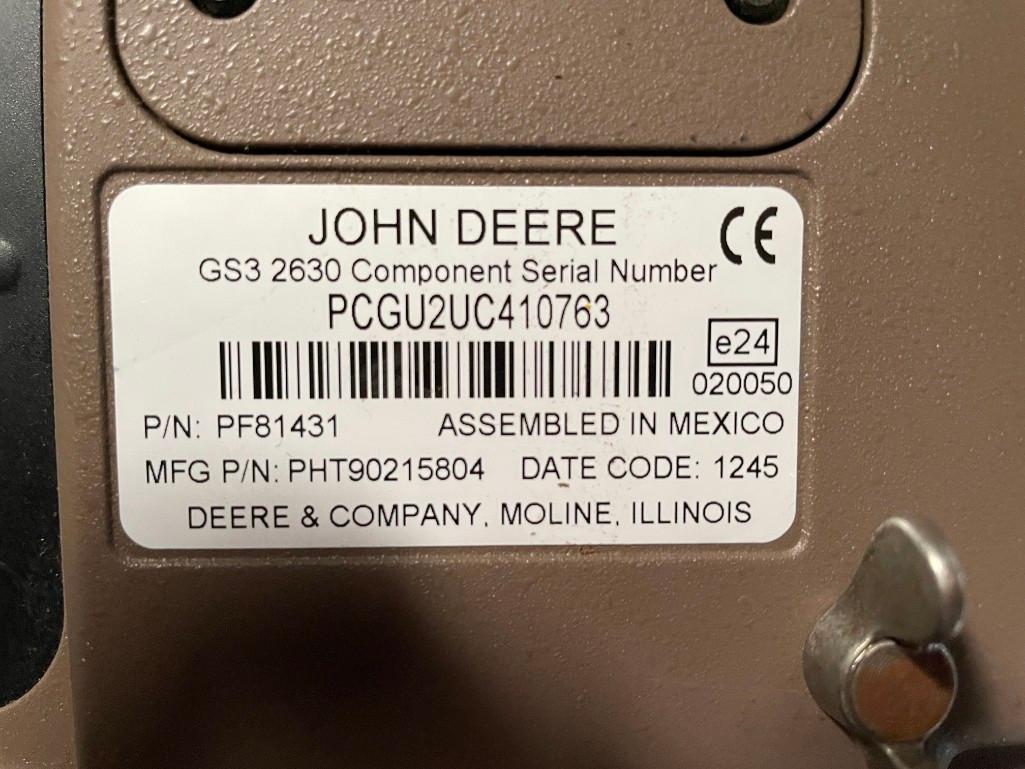 JOHN DEERE CE
GS3 2630 Component Serial Number
PCGU2UC410763
e24
020050
P/N: PF81431 ASSEMBLED IN MEXICO
MFG P/N: PHT90215804 DATE CODE: 1245
DEERE & COMPANY, MOLINE, ILLINOIS